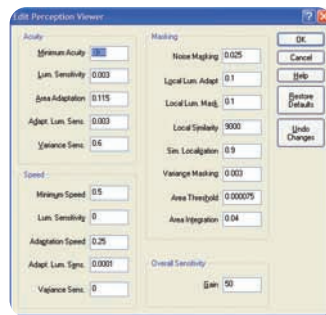 Edit Perception Viewer
Acuity
Minimum Acuity
Lum. Sensitivity 0.003
Area Adaptation 0.115
Adapt. Lum. Sens. 0.003
Variance Sens. 0.6
Speed
Minimum Speed 0.5
Lum. Sensitivity 0
Adaptation Speed 0.25
Adapt. Lum. Sens. 0.0001
Variance Sens. 0
Masking
Noise Masking 0.025
Local Lum. Adapt 0.1
Local Lum. Mask. 0.1
Local Similarity 9000
Sim. Localization 0.9
Variance Masking 0.003
Area Threshold 0.000075
Area Integration 0.04
Overall Sensitivity
Gain 50
OK
Cancel
Help
Restore
Defaults
Undo
Changes